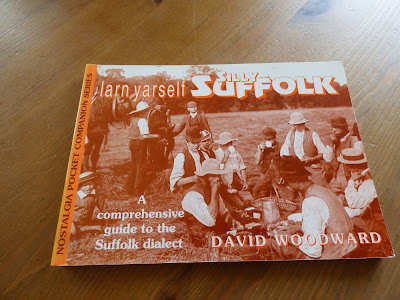 larn yarself SILLY
SUFFOLK
NOSTALGIA POCKET COMPANION SERIES
A
comprehensive
guide to the
Suffolk dialect
DAVID WOODWARD